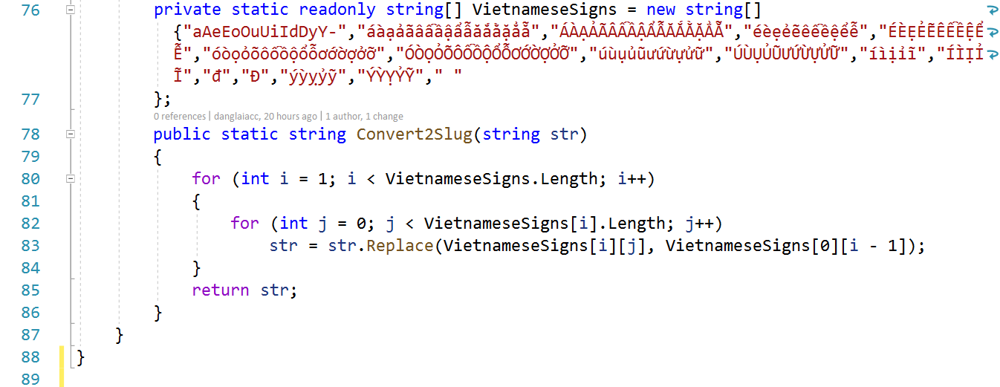 76 private static readonly string[] VietnameseSigns = new string[]
{"aAeEoOuUiIdDyY-","áàạảãâấầậẩẫăắằặẳẵ","ÁÀẠẢÃÂẤẦẬẨẪĂẮẰẶẲẴ","éèẹẻẽêếềệểễ","ÉÈẸẺẼÊẾỀỆỂ
Ễ","óòọỏõôốồộổỗơớờợởỡ","ÓÒỌỎÕÔỐỒỘỔỖƠỚỜỢỞỠ","úùụủũưứừựửữ","ÚÙỤỦŨƯỨỪỰỬỮ","íìịỉĩ","ÍÌỊỈ
Ĩ","đ","Đ","ýỳỵỷỹ","ÝỲỴỶỸ"," "
77 };
0 references | danglaiacc, 20 hours ago | 1 author, 1 change
78 public static string Convert2Slug(string str)
79 {
80 for (int i = 1; i < VietnameseSigns.Length; i++)
81 {
82 for (int j = 0; j < VietnameseSigns[i].Length; j++)
83 str = str.Replace(VietnameseSigns[i][j], VietnameseSigns[0][i - 1]);
84 }
85 return str;
86 }
87 }
88 }
89